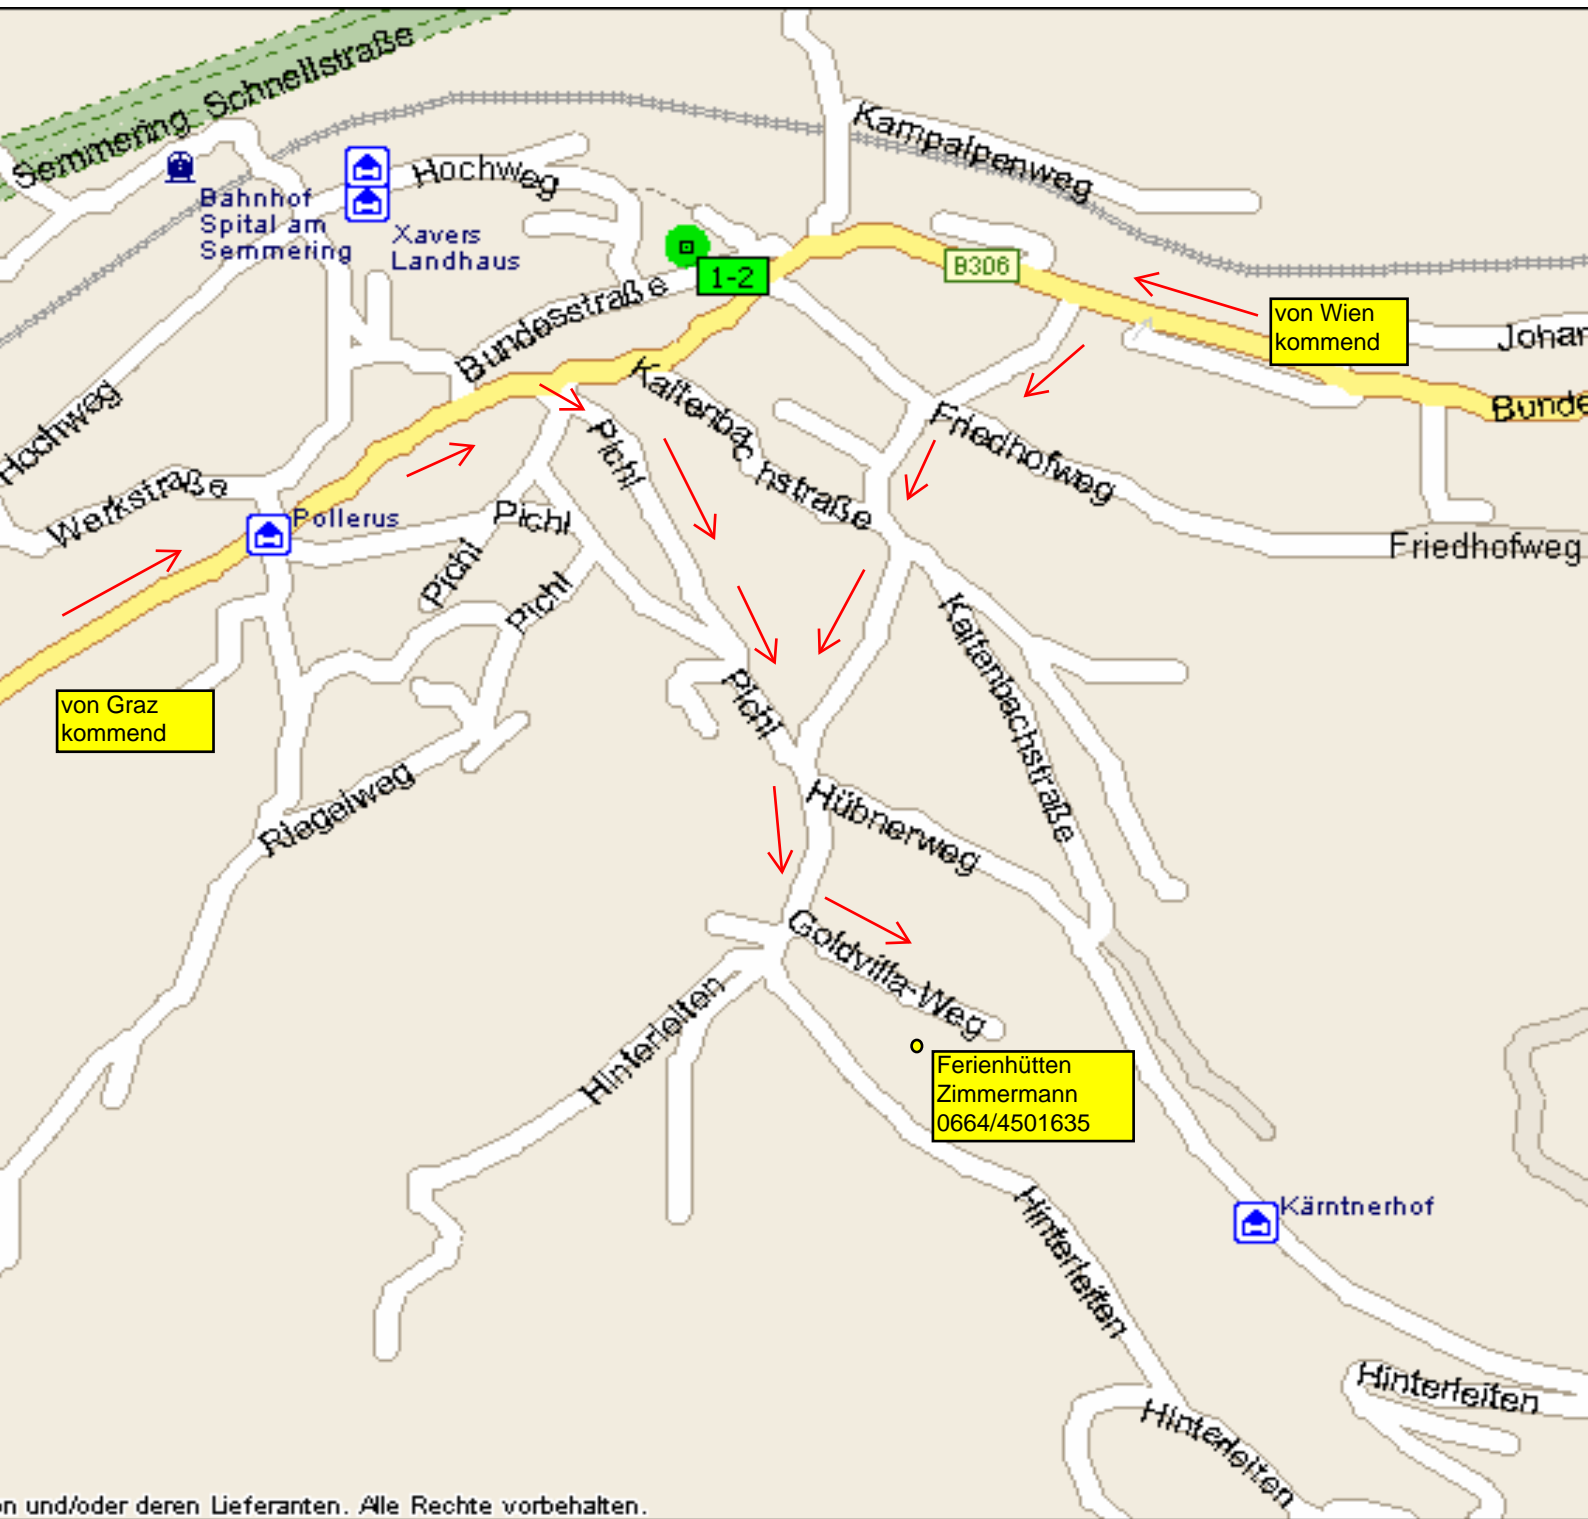 Semmering Schnellstraße
Kampalpenweg
Hochweg
Bahnhof
Spital am
Semmering
Xavers
Landhaus
B306
1-2
von Wien
kommend
Johan
Bundesstraße
Bunde
Kaltenbachstraße
Hochweg
Pichl
Friedhofweg
Werkstraße
Pollerus
Pichl
Friedhofweg
Pichl
Pichl
Kaltenbachstraße
von Graz
kommend
Pichl
Riegelweg
Hübnerweg
Goldvilla-Weg
Hinterleiten
Ferienhütten
Zimmermann
0664/4501635
Kärntnerhof
Hinterleiten
Hinterleiten
Hinterleiten
on und/oder deren Lieferanten. Alle Rechte vorbehalten.